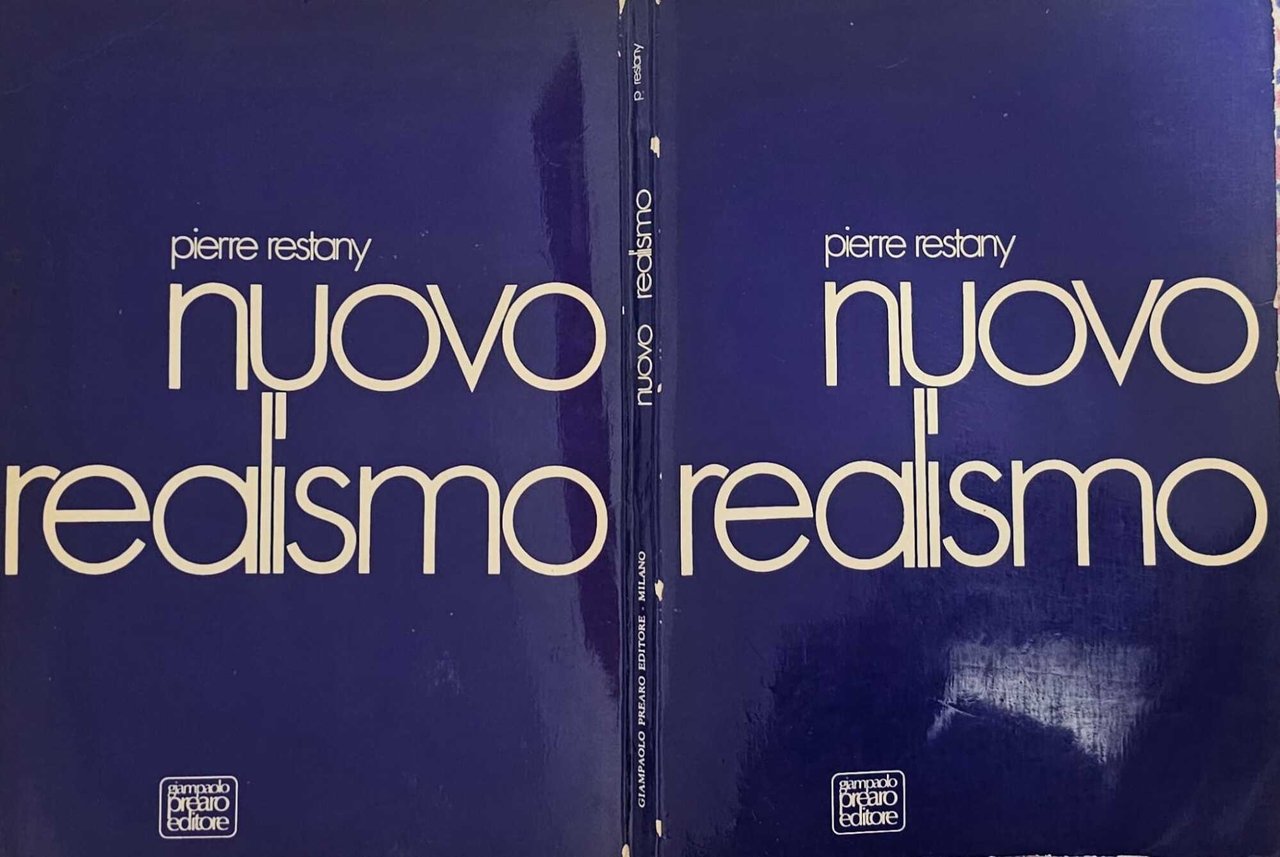 pierre restany
nuovo
realismo
giampaolo
prearo
editore
p. restany
nuovo realismo
GIAMPAOLO PREARO EDITORE - MILANO
pierre restany
nuovo
realismo
giampaolo
prearo
editore